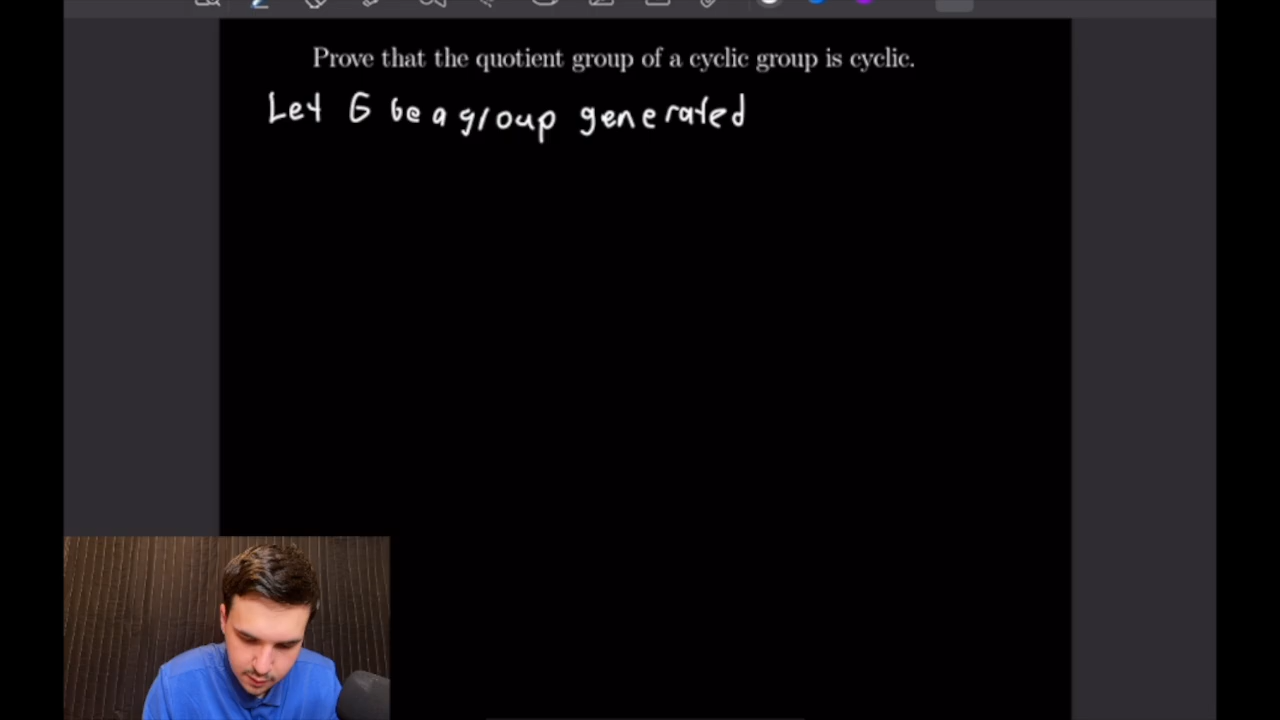 Prove that the quotient group of a cyclic group is cyclic.
Let G be a group generated